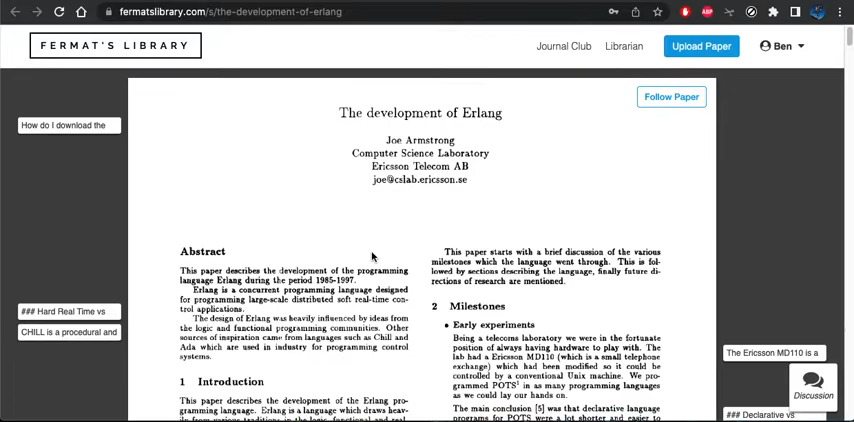 fermatslibrary.com/s/the-development-of-erlang
ABP
FERMAT'S LIBRARY
Journal Club
Librarian
Upload Paper
Ben
Follow Paper
The development of Erlang
How do I download the
Joe Armstrong
Computer Science Laboratory
Ericsson Telecom AB
joe@cslab.ericsson.se
Abstract
This paper describes the development of the programming
language Erlang during the period 1985-1997.
Erlang is a concurrent programming language designed
for programming large-scale distributed soft real-time con-
trol applications.
The design of Erlang was heavily influenced by ideas from
the logic and functional programming communities. Other
sources of inspiration came from languages such as Chill and
Ada which are used in industry for programming control
systems.
### Hard Real Time vs
CHILL is a procedural and
1 Introduction
This paper describes the development of the Erlang pro-
gramming language. Erlang is a language which draws heav-
ily from various traditions in the logic, functional and real-
This paper starts with a brief discussion of the various
milestones which the language went through. This is fol-
lowed by sections describing the language, finally future di-
rections of research are mentioned.
2 Milestones
• Early experiments
Being a telecoms laboratory we were in the fortunate
position of always having hardware to play with. The
lab had a Ericsson MD110 (which is a small telephone
exchange) which had been modified so it could be
controlled by a conventional Unix machine. We pro-
grammed POTS1 in as many programming languages
as we could lay our hands on.
The main conclusion [5] was that declarative language
programs for POTS were a lot shorter and easier to
The Ericsson MD110 is a
Discussion
### Declarative vs